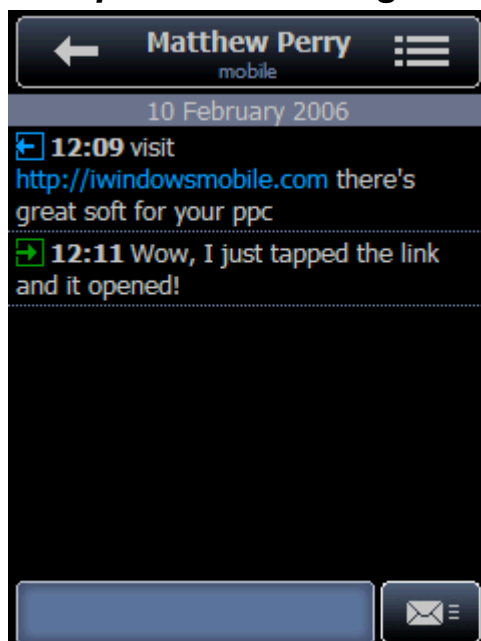 Matthew Perry
mobile
10 February 2006
12:09 visit
http://iwindowsmobile.com there's
great soft for your ppc
12:11 Wow, I just tapped the link
and it opened!